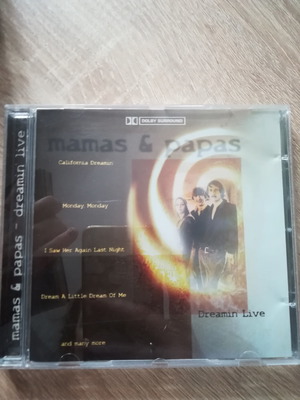 DOLBY SURROUND
mamas & papas
California Dreamin
Monday, Monday
I Saw Her Again Last Night
Dream A Little Dream Of Me
and many more
Dreamin Live
mamas & papas - dreamin live